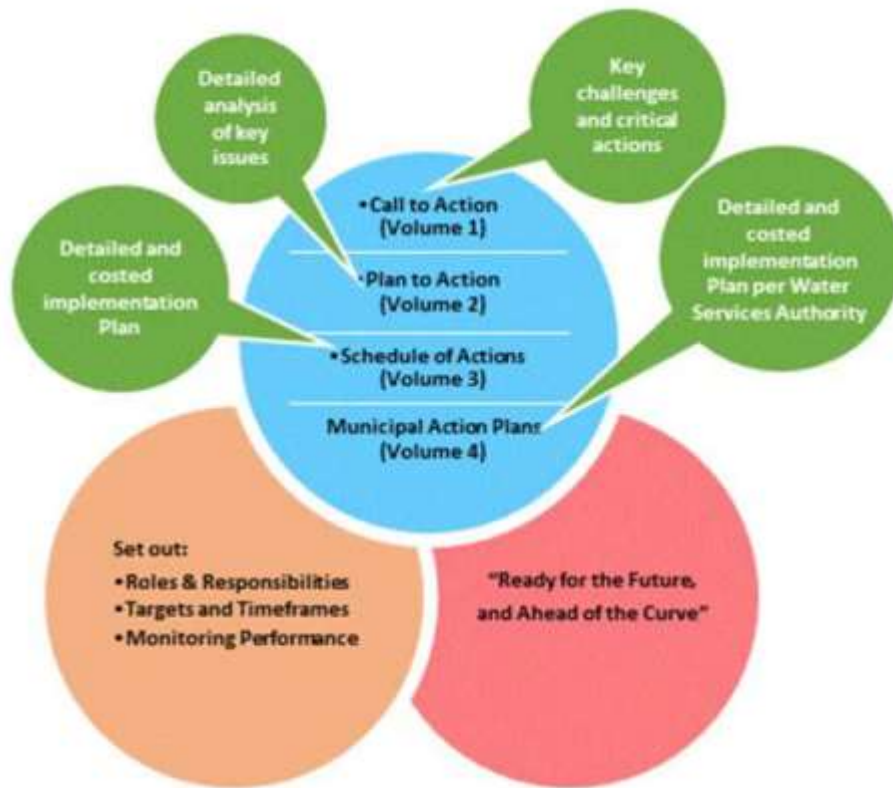 Detailed
analysis
of key
issues
Key
challenges
and critical
actions
Detailed and
costed
implementation
Plan
Detailed and
costed
implementation
Plan per Water
Services Authority
•Call to Action
(Volume 1)
•Plan to Action
(Volume 2)
•Schedule of Actions
(Volume 3)
Municipal Action Plans
(Volume 4)
Set out:
•Roles & Responsibilities
•Targets and Timeframes
•Monitoring Performance
“Ready for the Future,
and Ahead of the Curve”